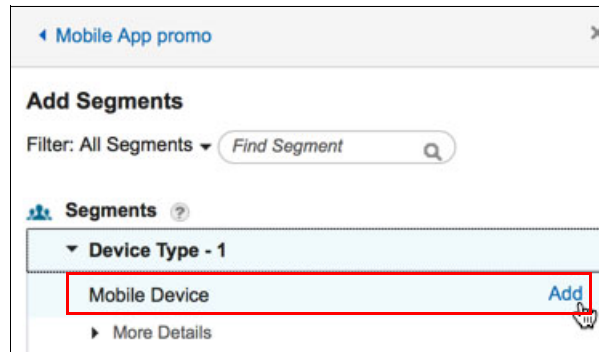 Mobile App promo
Add Segments
Filter: All Segments Find Segment
Segments ?
Device Type - 1
Mobile Device Add
More Details